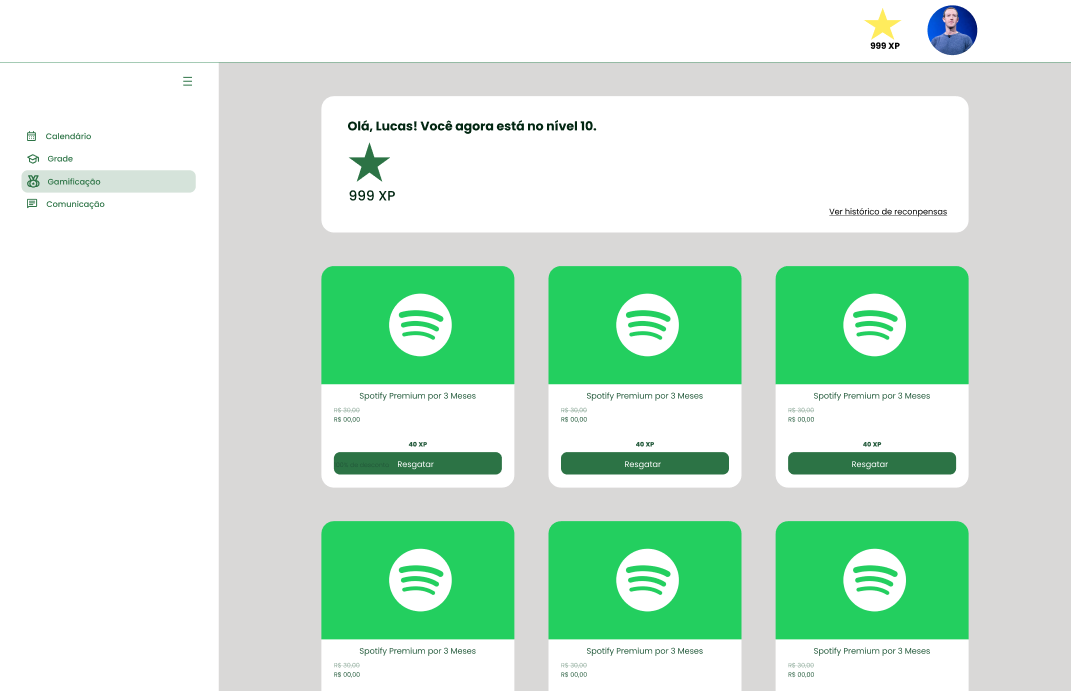 999 XP
Calendário
Grade
Gamificação
Comunicação
Olá, Lucas! Você agora está no nível 10.
999 XP
Ver histórico de reconpensas
Spotify Premium por 3 Meses
R$ 30,00
R$ 00,00
40 XP
Resgatar
Spotify Premium por 3 Meses
R$ 30,00
R$ 00,00
40 XP
Resgatar
Spotify Premium por 3 Meses
R$ 30,00
R$ 00,00
40 XP
Resgatar
Spotify Premium por 3 Meses
R$ 30,00
R$ 00,00
Spotify Premium por 3 Meses
R$ 30,00
R$ 00,00
Spotify Premium por 3 Meses
R$ 30,00
R$ 00,00